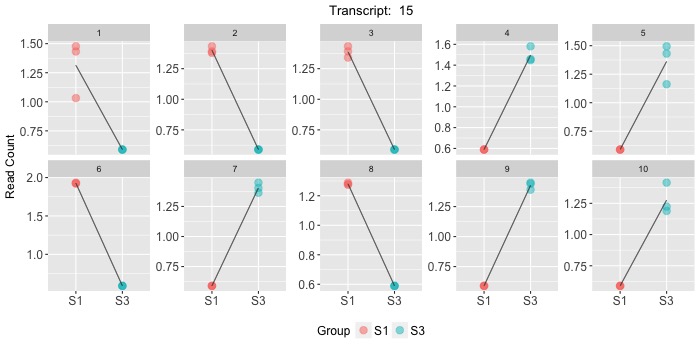 Transcript: 15
1 2 3 4 5
1.50 1.25 1.00 0.75
1.25 1.00 0.75
1.25 1.00 0.75
1.6 1.4 1.2 1.0 0.8 0.6
1.50 1.25 1.00 0.75
Read Count
6 7 8 9 10
2.0 1.5 1.0
1.25 1.00 0.75
1.2 1.0 0.8 0.6
1.25 1.00 0.75
1.25 1.00 0.75
S1 S3 S1 S3 S1 S3 S1 S3 S1 S3
Group S1 S3